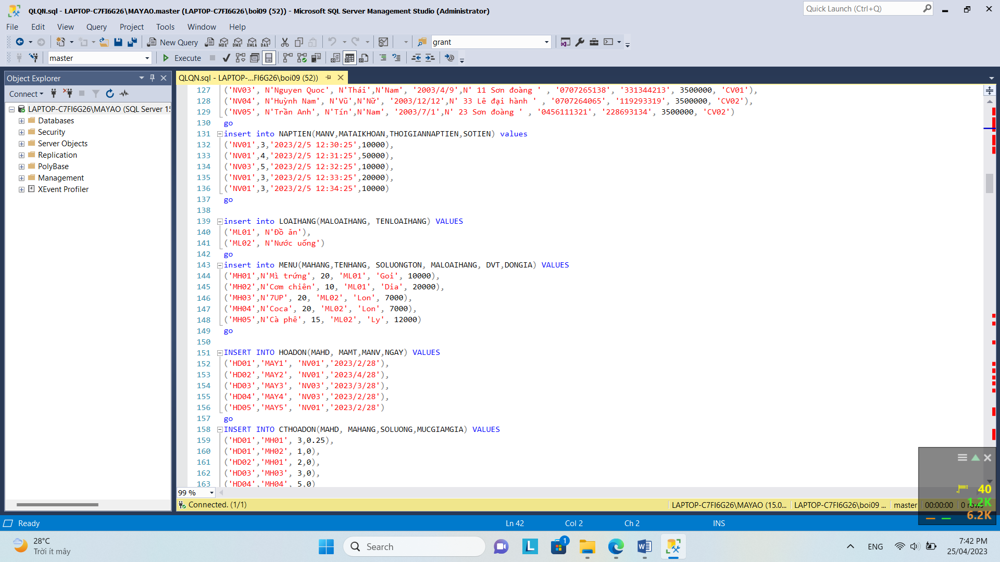 QLQN.sql - LAPTOP-C7FI6G26\MAYAO.master (LAPTOP-C7FI6G26\boi09 (52)) - Microsoft SQL Server Management Studio (Administrator)
Quick Launch (Ctrl+Q)
File Edit View Query Project Tools Window Help
New Query MDX DMX XMLA DAX grant
master Execute
Object Explorer
QLQN.sql - LAPTOP-...FI6G26\boi09 (52))
Connect
LAPTOP-C7FI6G26\MAYAO (SQL Server 15
Databases
Security
Server Objects
Replication
PolyBase
Management
XEvent Profiler
127 ('NV03', N'Nguyen Quoc', N'Thái',N'Nam', '2003/4/9',N' 11 Sơn đoàng ' , '0707265138', '331344213', 3500000, 'CV01'),
128 ('NV04', N'Huỳnh Nam', N'Vũ',N'Nữ', '2003/12/12',N' 33 Lê đại hành ' , '0707264065', '119293319', 3500000, 'CV02'),
129 ('NV05', N'Trần Anh', N'Tín',N'Nam', '2003/7/1',N' 23 Sơn đoàng ' , '0456111321', '228693134', 3500000, 'CV02')
130 go
131 insert into NAPTIEN(MANV,MATAIKHOAN,THOIGIANNAPTIEN,SOTIEN) values
132 ('NV01',3,'2023/2/5 12:30:25',10000),
133 ('NV01',4,'2023/2/5 12:31:25',50000),
134 ('NV03',5,'2023/2/5 12:32:25',10000),
135 ('NV01',3,'2023/2/5 12:33:25',20000),
136 ('NV01',3,'2023/2/5 12:34:25',10000)
137 go
138
139 insert into LOAIHANG(MALOAIHANG, TENLOAIHANG) VALUES
140 ('ML01', N'Đồ ăn'),
141 ('ML02', N'Nước uống')
142 go
143 insert into MENU(MAHANG,TENHANG, SOLUONGTON, MALOAIHANG, DVT,DONGIA) VALUES
144 ('MH01',N'Mì trứng', 20, 'ML01', 'Goi', 10000),
145 ('MH02',N'Cơm chiên', 10, 'ML01', 'Dia', 20000),
146 ('MH03',N'7UP', 20, 'ML02', 'Lon', 7000),
147 ('MH04',N'Coca', 20, 'ML02', 'Lon', 7000),
148 ('MH05',N'Cà phê', 15, 'ML02', 'Ly', 12000)
149 go
150
151 INSERT INTO HOADON(MAHD, MAMT,MANV,NGAY) VALUES
152 ('HD01','MAY1', 'NV01','2023/2/28'),
153 ('HD02','MAY2', 'NV01','2023/4/28'),
154 ('HD03','MAY3', 'NV03','2023/3/28'),
155 ('HD04','MAY4', 'NV03','2023/2/28'),
156 ('HD05','MAY5', 'NV01','2023/2/28')
157 go
158 INSERT INTO CTHOADON(MAHD, MAHANG,SOLUONG,MUCGIAMGIA) VALUES
159 ('HD01','MH01', 3,0.25),
160 ('HD01','MH02', 1,0),
161 ('HD02','MH01', 2,0),
162 ('HD03','MH03', 3,0),
163 ('HD04','MH04', 5,0)
99 %
Connected. (1/1) LAPTOP-C7FI6G26\MAYAO (15.0... LAPTOP-C7FI6G26\boi09 ... master 00:00:00 0 rows
40
1.2K
6.2K
Ready Ln 42 Col 2 Ch 2 INS
28°C
Trời ít mây
Search
1
ENG
7:42 PM
25/04/2023